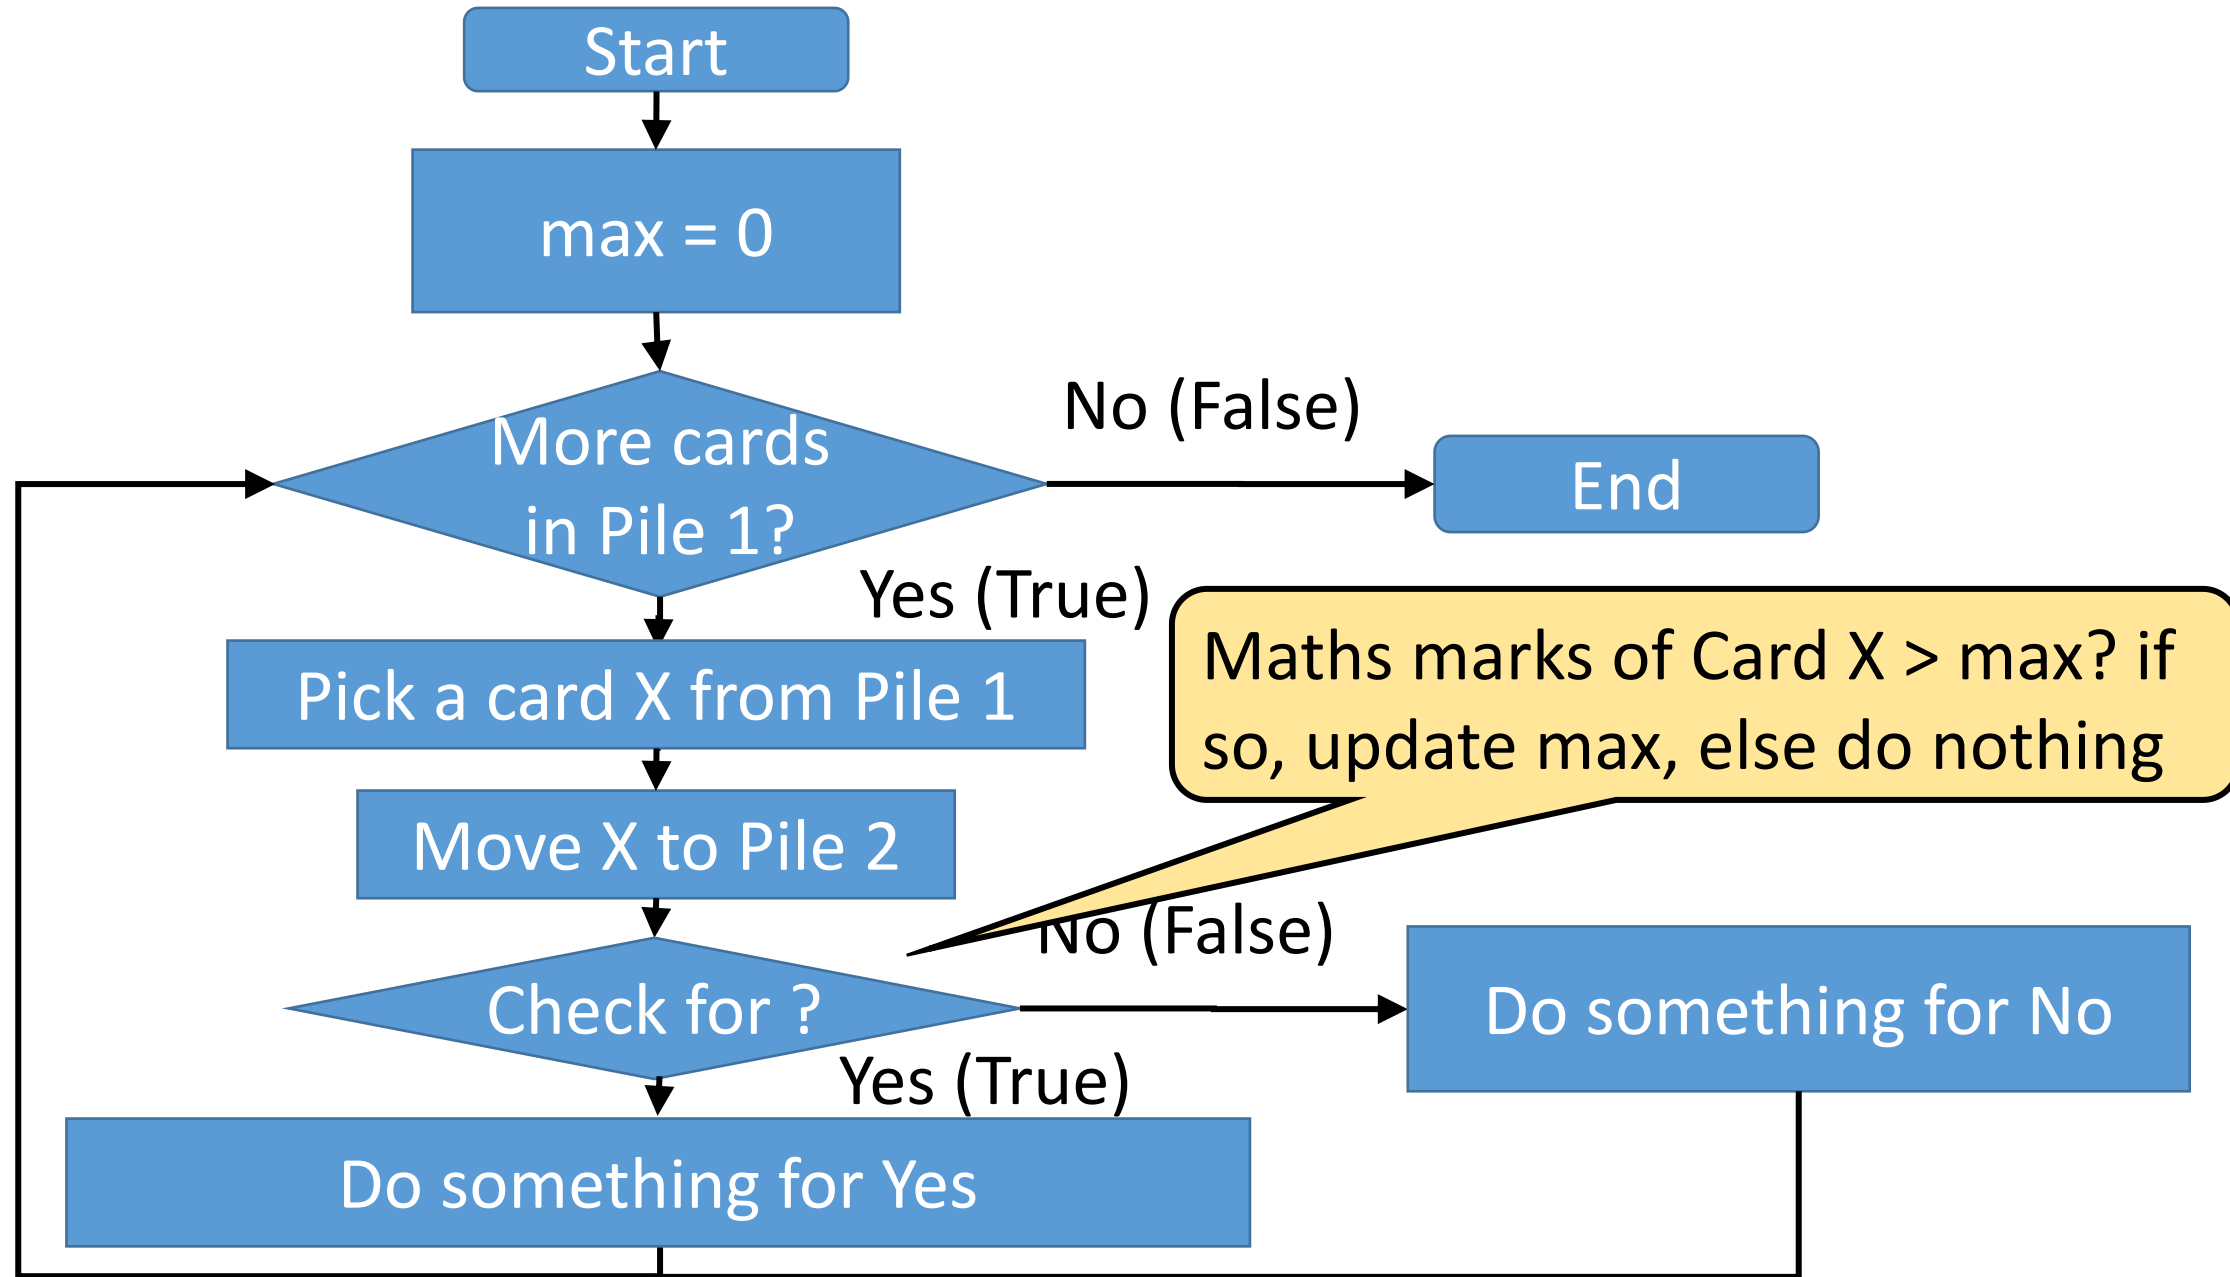 Start
max = 0
More cards
in Pile 1?
No (False)
End
Yes (True)
Pick a card X from Pile 1
Maths marks of Card X > max? if
so, update max, else do nothing
Move X to Pile 2
Check for ?
No (False)
Do something for No
Yes (True)
Do something for Yes